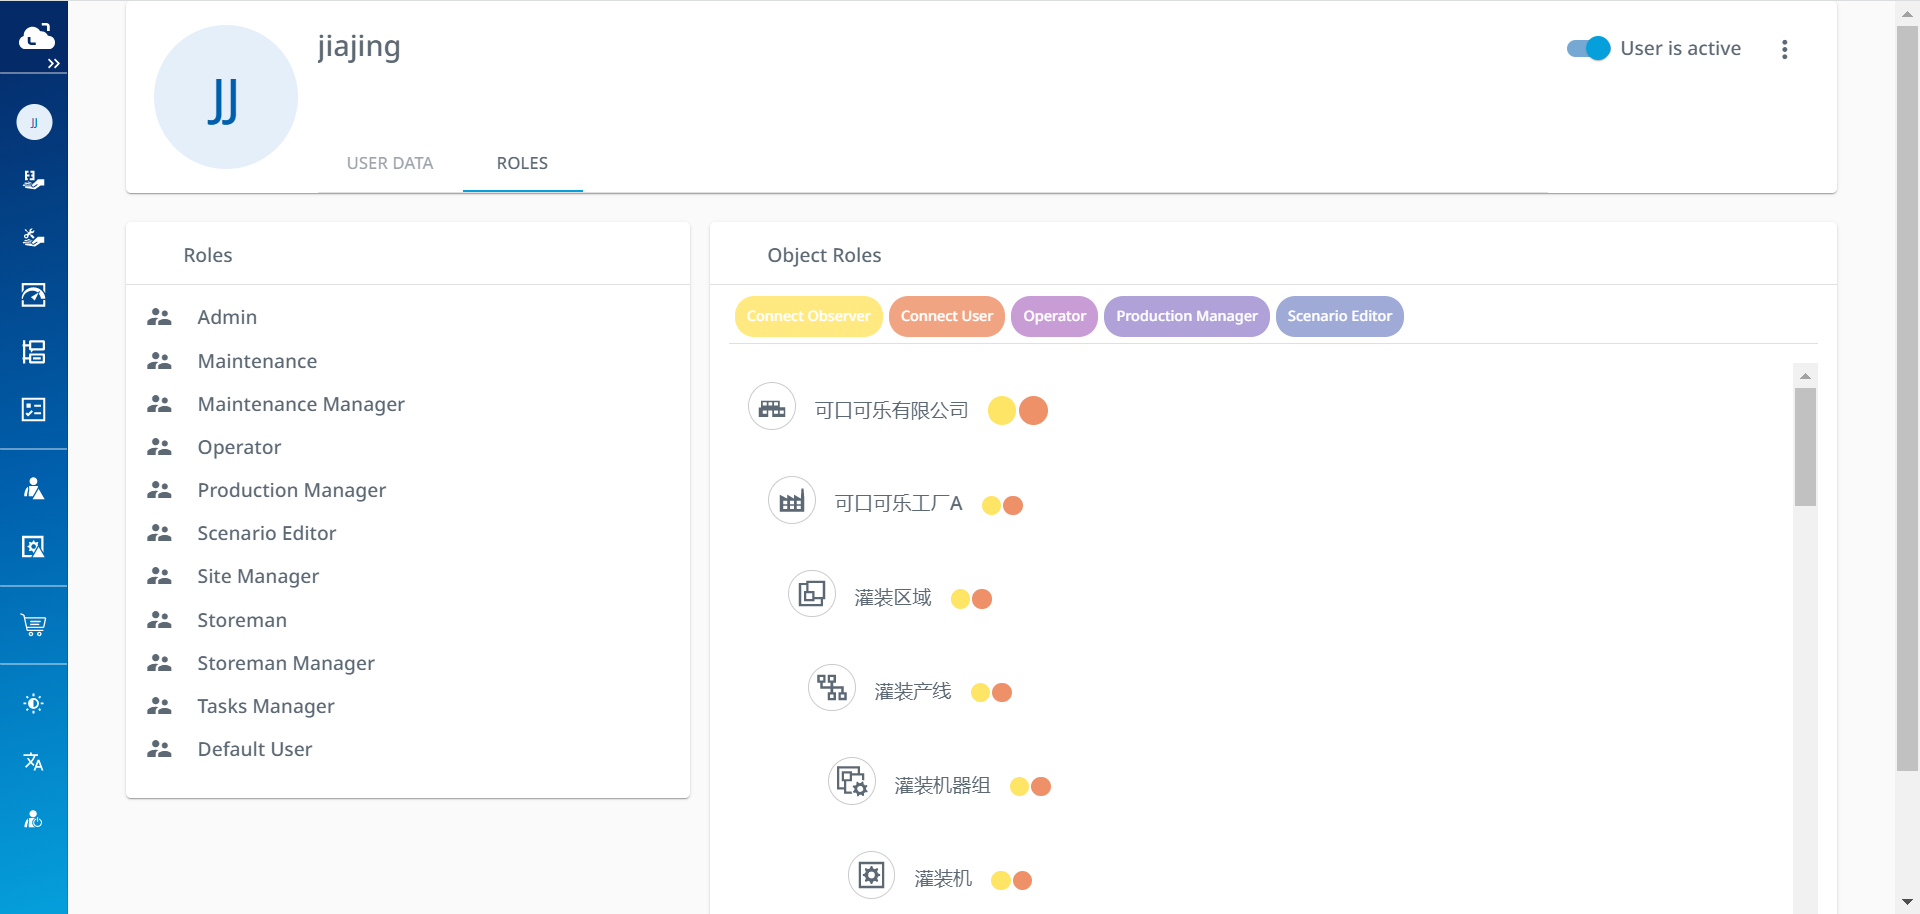 jiajing
User is active
JJ
JJ
USER DATA
ROLES
Roles
Admin
Maintenance
Maintenance Manager
Operator
Production Manager
Scenario Editor
Site Manager
Storeman
Storeman Manager
Tasks Manager
Default User
Object Roles
Connect Observer
Connect User
Operator
Production Manager
Scenario Editor
可口可乐有限公司
可口可乐工厂A
灌装区域
灌装产线
灌装机器组
灌装机